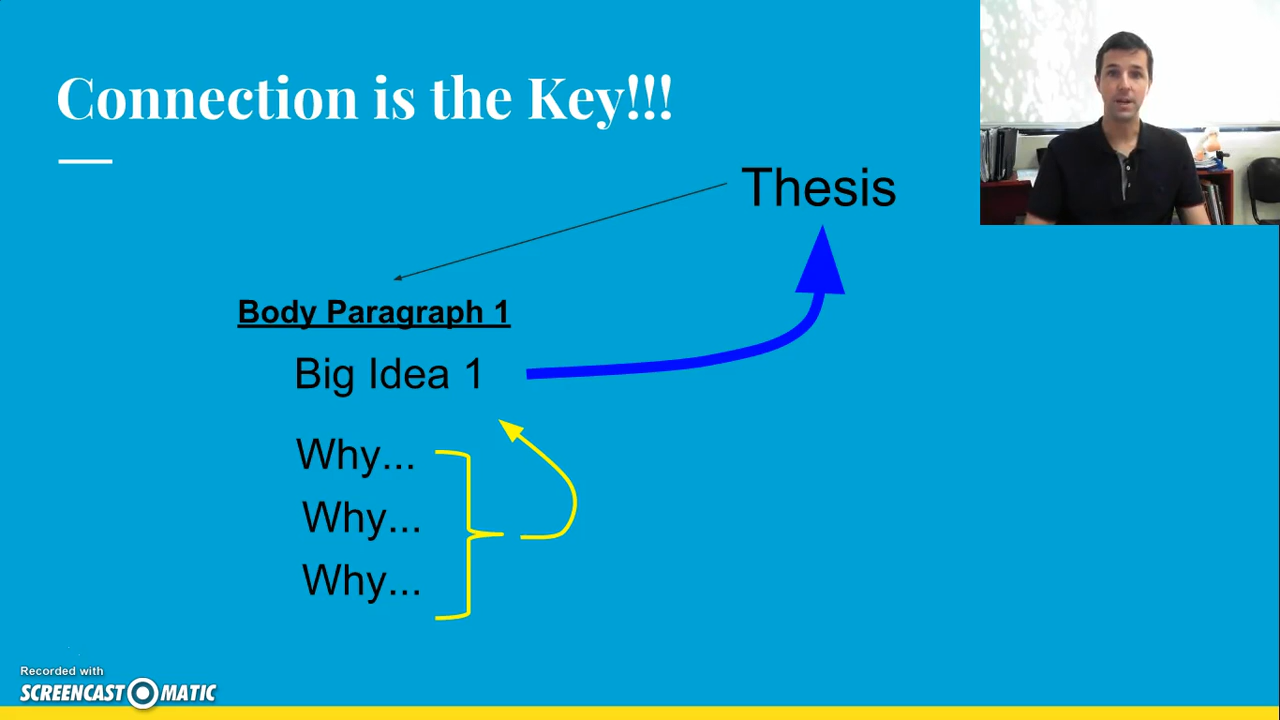 Connection is the Key!!!
Thesis
Body Paragraph 1
Big Idea 1
Why...
Why...
Why...
Recorded with
SCREENCAST MATIC